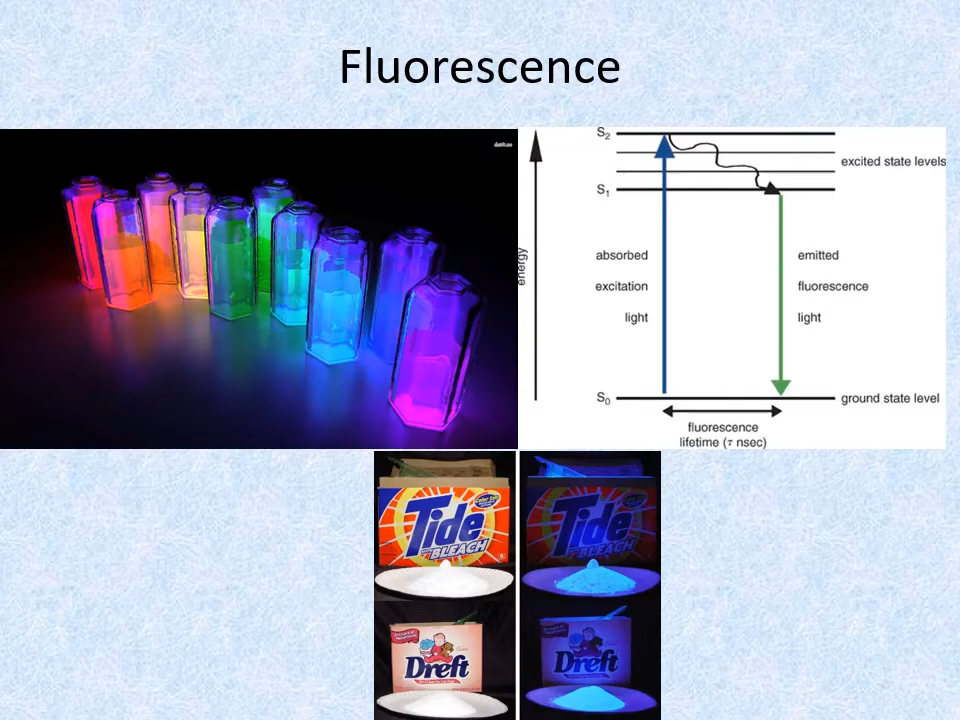 Fluorescence
S2
excited state levels
S1
energy
absorbed
emitted
excitation
fluorescence
light
light
S0
ground state level
fluorescence
lifetime (τ nsec)
Tide
BLEACH
Tide
BLEACH
Dreft
Dreft